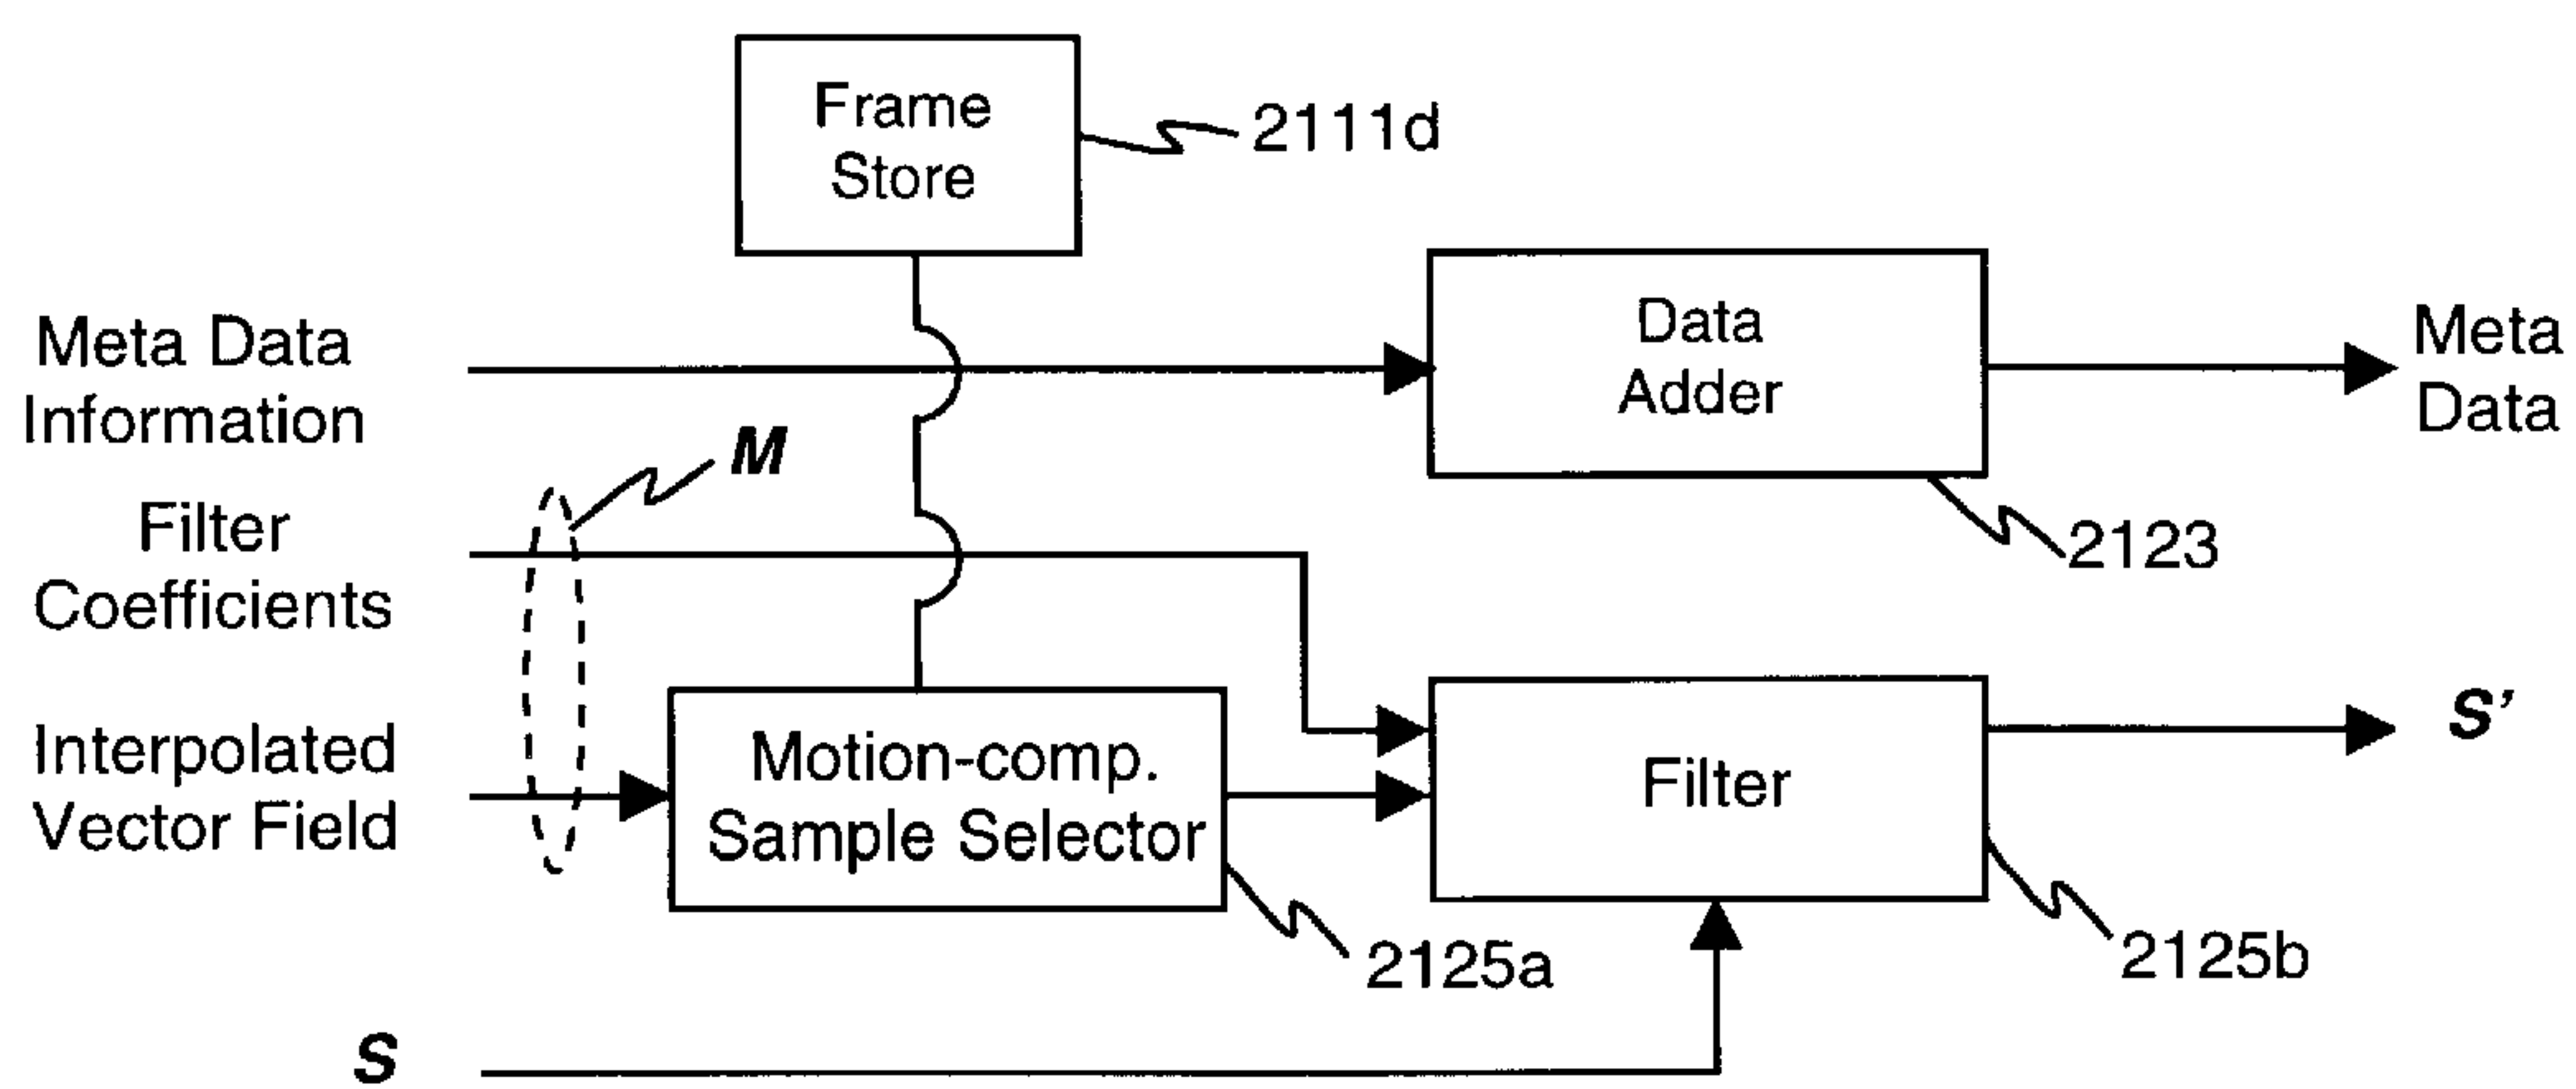 Frame
Store
2111d
Meta Data
Information
Data
Adder
Meta
Data
M
Filter
Coefficients
2123
Interpolated
Vector Field
Motion-comp.
Sample Selector
Filter
S'
2125a
2125b
S